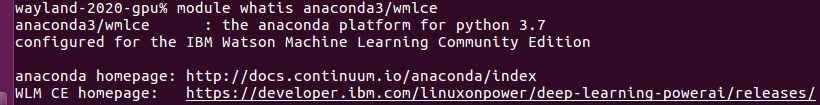 wayland-2020-gpu% module whatis anaconda3/wmlce
anaconda3/wmlce      : the anaconda platform for python 3.7
configured for the IBM Watson Machine Learning Community Edition
anaconda homepage: http://docs.continuum.io/anaconda/index
WLM CE homepage:   https://developer.ibm.com/linuxonpower/deep-learning-powerai/releases/